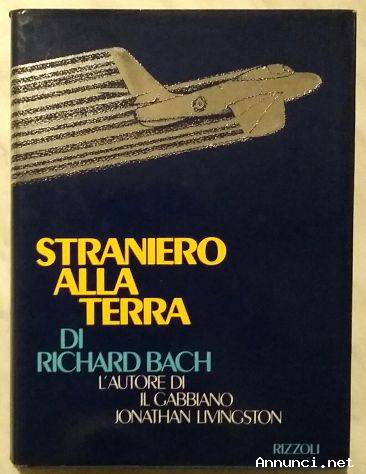 STRANIERO
ALLA
TERRA
DI
RICHARD BACH
L'AUTORE DI
IL GABBIANO
JONATHAN LIVINGSTON
RIZZOLI
Annunci.net